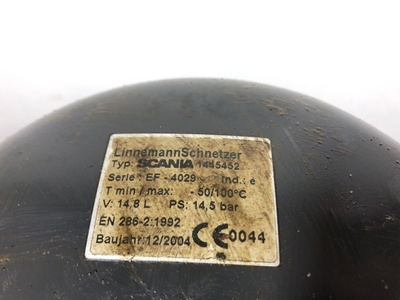 LinnemannSchnetzer
Typ: SCANIA 1445452
Serie: EF - 4029 Ind.: e
T min / max: - 50/100°C
V: 14,8 L PS: 14,5 bar
EN 286-2:1992
Baujahr:12/2004 CE 0044